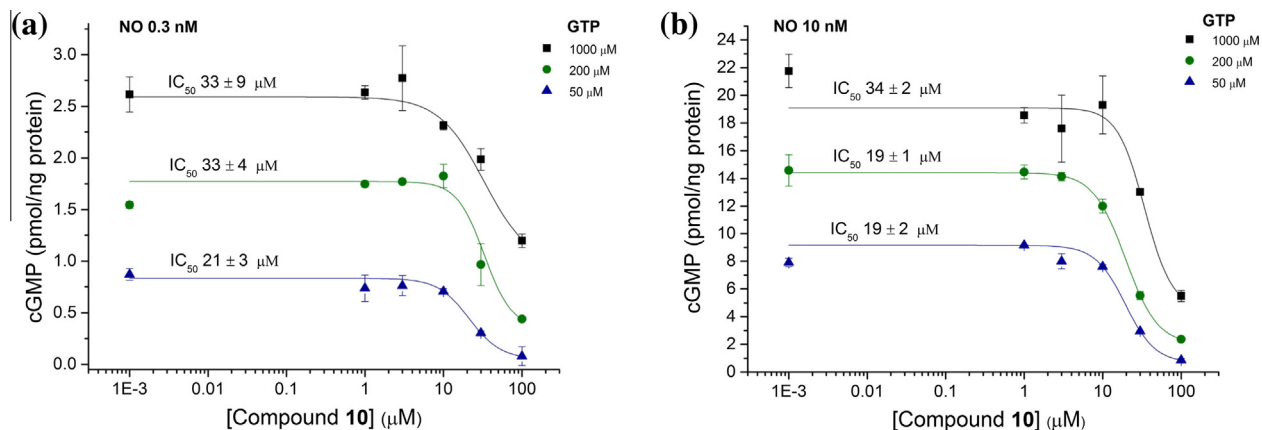 (a)
NO 0.3 nM
GTP
1000 μM
200 μM
50 μM
3.0
2.5
2.0
1.5
1.0
0.5
0.0
cGMP (pmol/ng protein)
IC50 33 ± 9 μM
IC50 33 ± 4 μM
IC50 21 ± 3 μM
1E-3 0.01 0.1 1 10 100
[Compound 10] (μM)
(b)
NO 10 nM
GTP
1000 μM
200 μM
50 μM
24
22
20
18
16
14
12
10
8
6
4
2
0
cGMP (pmol/ng protein)
IC50 34 ± 2 μM
IC50 19 ± 1 μM
IC50 19 ± 2 μM
1E-3 0.01 0.1 1 10 100
[Compound 10] (μM)